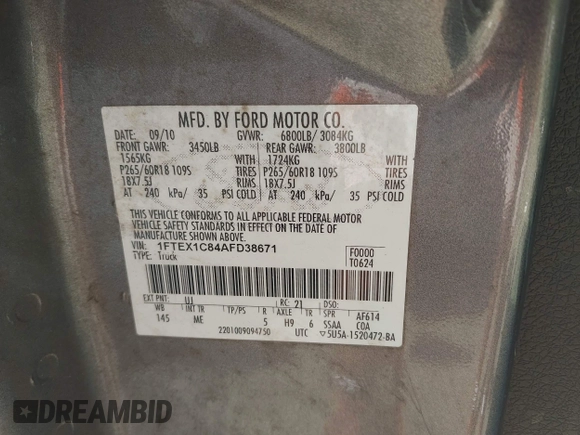 MFD. BY FORD MOTOR CO.
DATE: 09/10 GVWR: 6800LB/ 3084KG
FRONT GAWR: 3450LB REAR GAWR: 3800LB
1565KG WITH 1724KG WITH
P265/60R18 109S TIRES P265/60R18 109S TIRES
18X7.5J RIMS 18X7.5J RIMS
AT 240 kPa/ 35 PSI COLD AT 240 kPa/ 35 PSI COLD
THIS VEHICLE CONFORMS TO ALL APPLICABLE FEDERAL MOTOR
VEHICLE SAFETY STANDARDS IN EFFECT ON THE DATE OF
MANUFACTURE SHOWN ABOVE.
VIN: 1FTEX1C84AFD38671 F0000
TYPE: Truck T0624
EXT PNT: UJ RC: 21 DSO:
WB INT TR TP/PS R AXLE TR SPR AF614
145 ME 5 H9 6 SSAA COA
2201009094750 UTC 5U5A-1520472-BA
DREAMBID